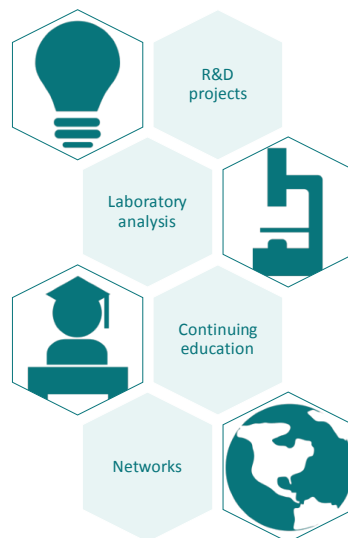 R&D
projects
Laboratory
analysis
Continuing
education
Networks